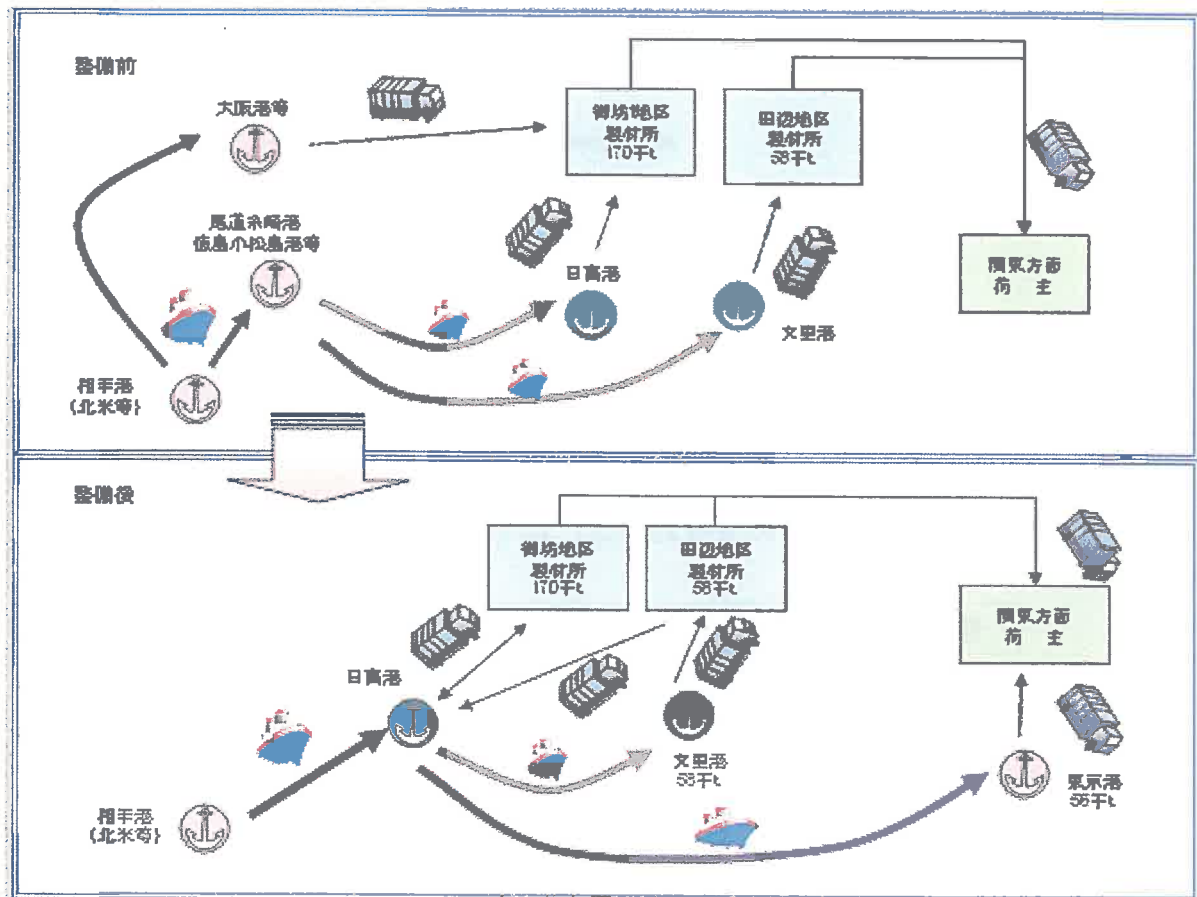 整備前
大阪港等
御坊地区
製材所
170千t
田辺地区
製材所
58千t
尾道糸崎港
徳島小松島港等
日高港
文里港
関東方面
荷 主
相手港
(北米等)
整備後
御坊地区
製材所
170千t
田辺地区
製材所
58千t
関東方面
荷 主
日高港
文里港
58千t
東京港
56千t
相手港
(北米等)